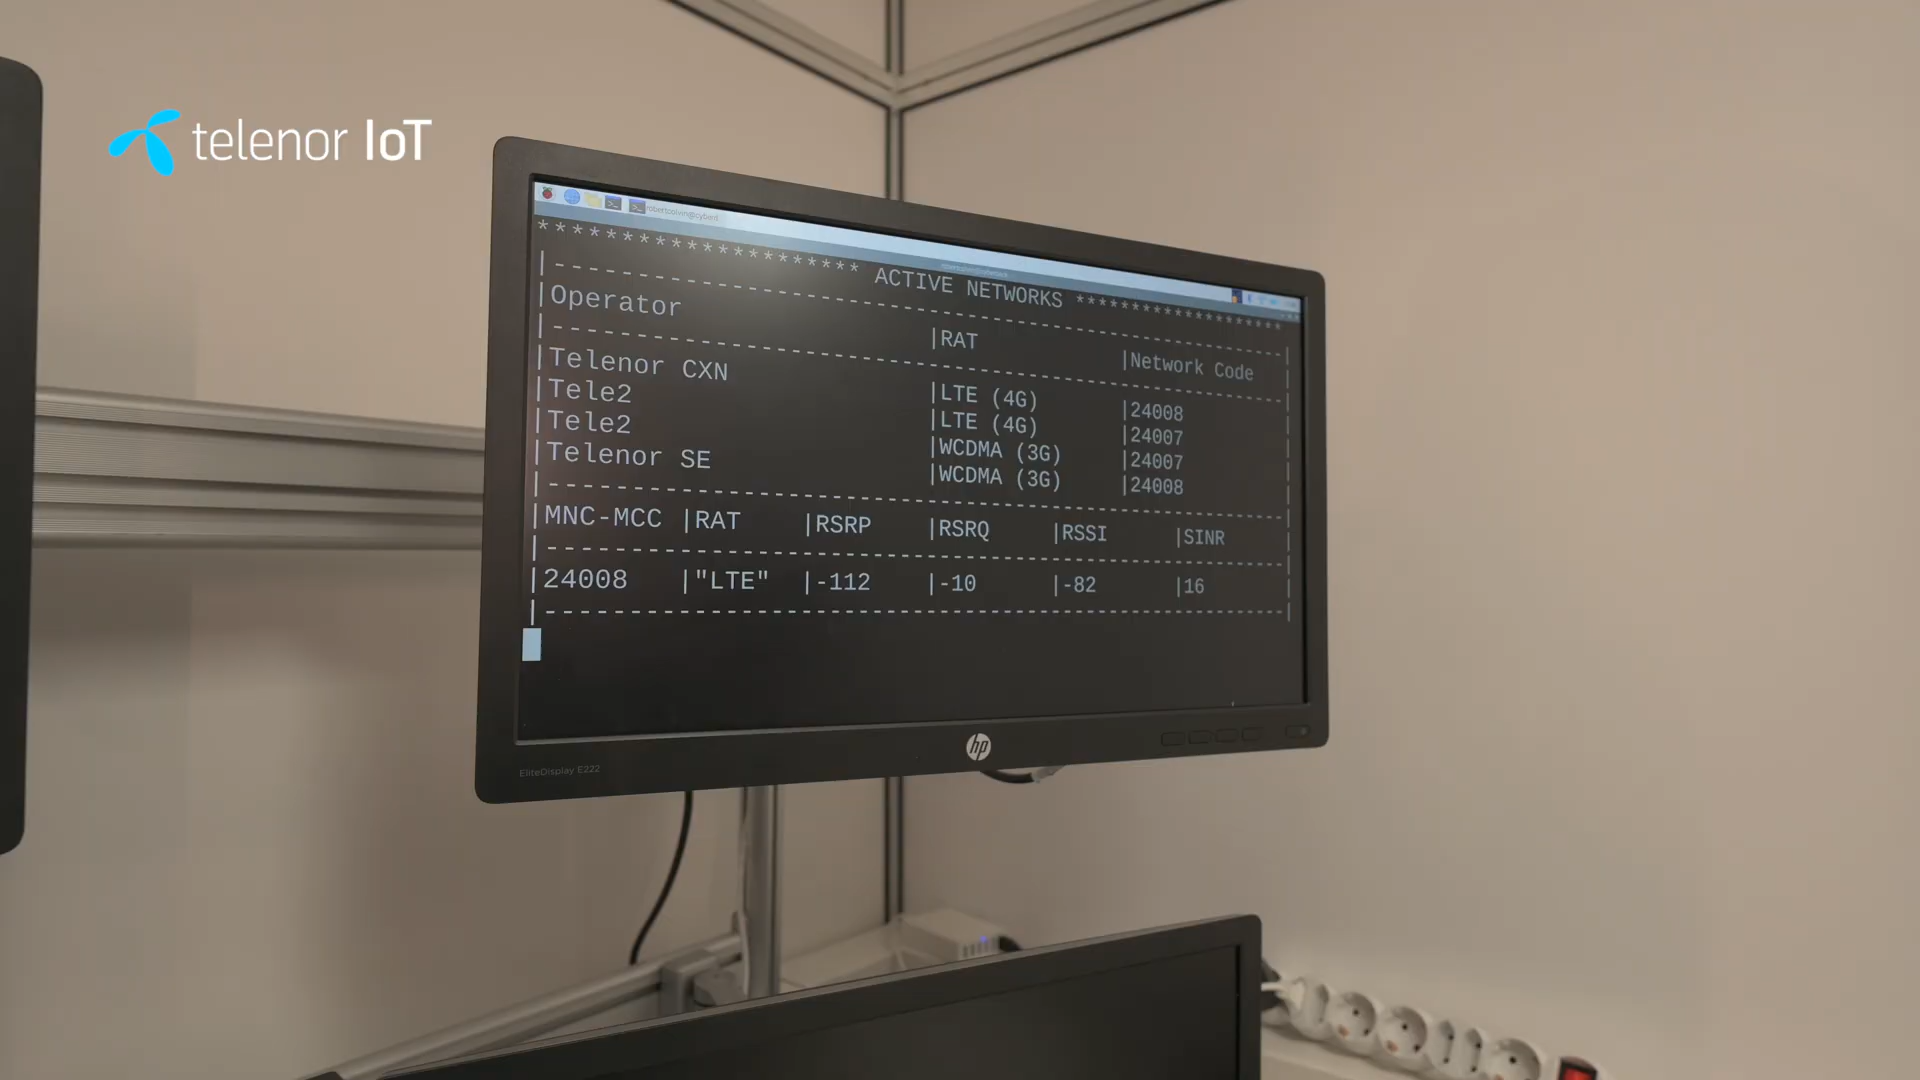 telenor IoT
******************* ACTIVE NETWORKS *******************
|Operator |RAT |Network Code |
|Telenor CXN |LTE (4G) |24008
|Tele2 |LTE (4G) |24007
|Tele2 |WCDMA (3G) |24007
|Telenor SE |WCDMA (3G) |24008
|MNC-MCC |RAT |RSRP |RSRQ |RSSI |SINR
|24008 |"LTE" |-112 |-10 |-82 |16
hp
EliteDisplay E222